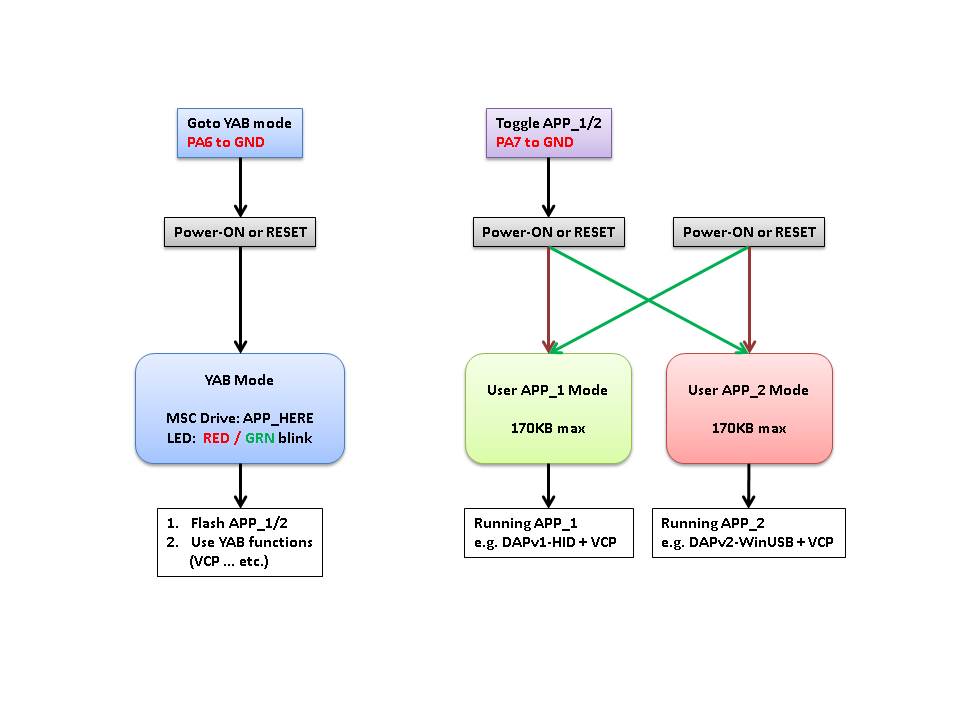 Goto YAB mode
PA6 to GND
Toggle APP_1/2
PA7 to GND
Power-ON or RESET
Power-ON or RESET
Power-ON or RESET
YAB Mode
MSC Drive: APP_HERE
LED: RED / GRN blink
User APP_1 Mode
170KB max
User APP_2 Mode
170KB max
1. Flash APP_1/2
2. Use YAB functions
(VCP ... etc.)
Running APP_1
e.g. DAPv1-HID + VCP
Running APP_2
e.g. DAPv2-WinUSB + VCP